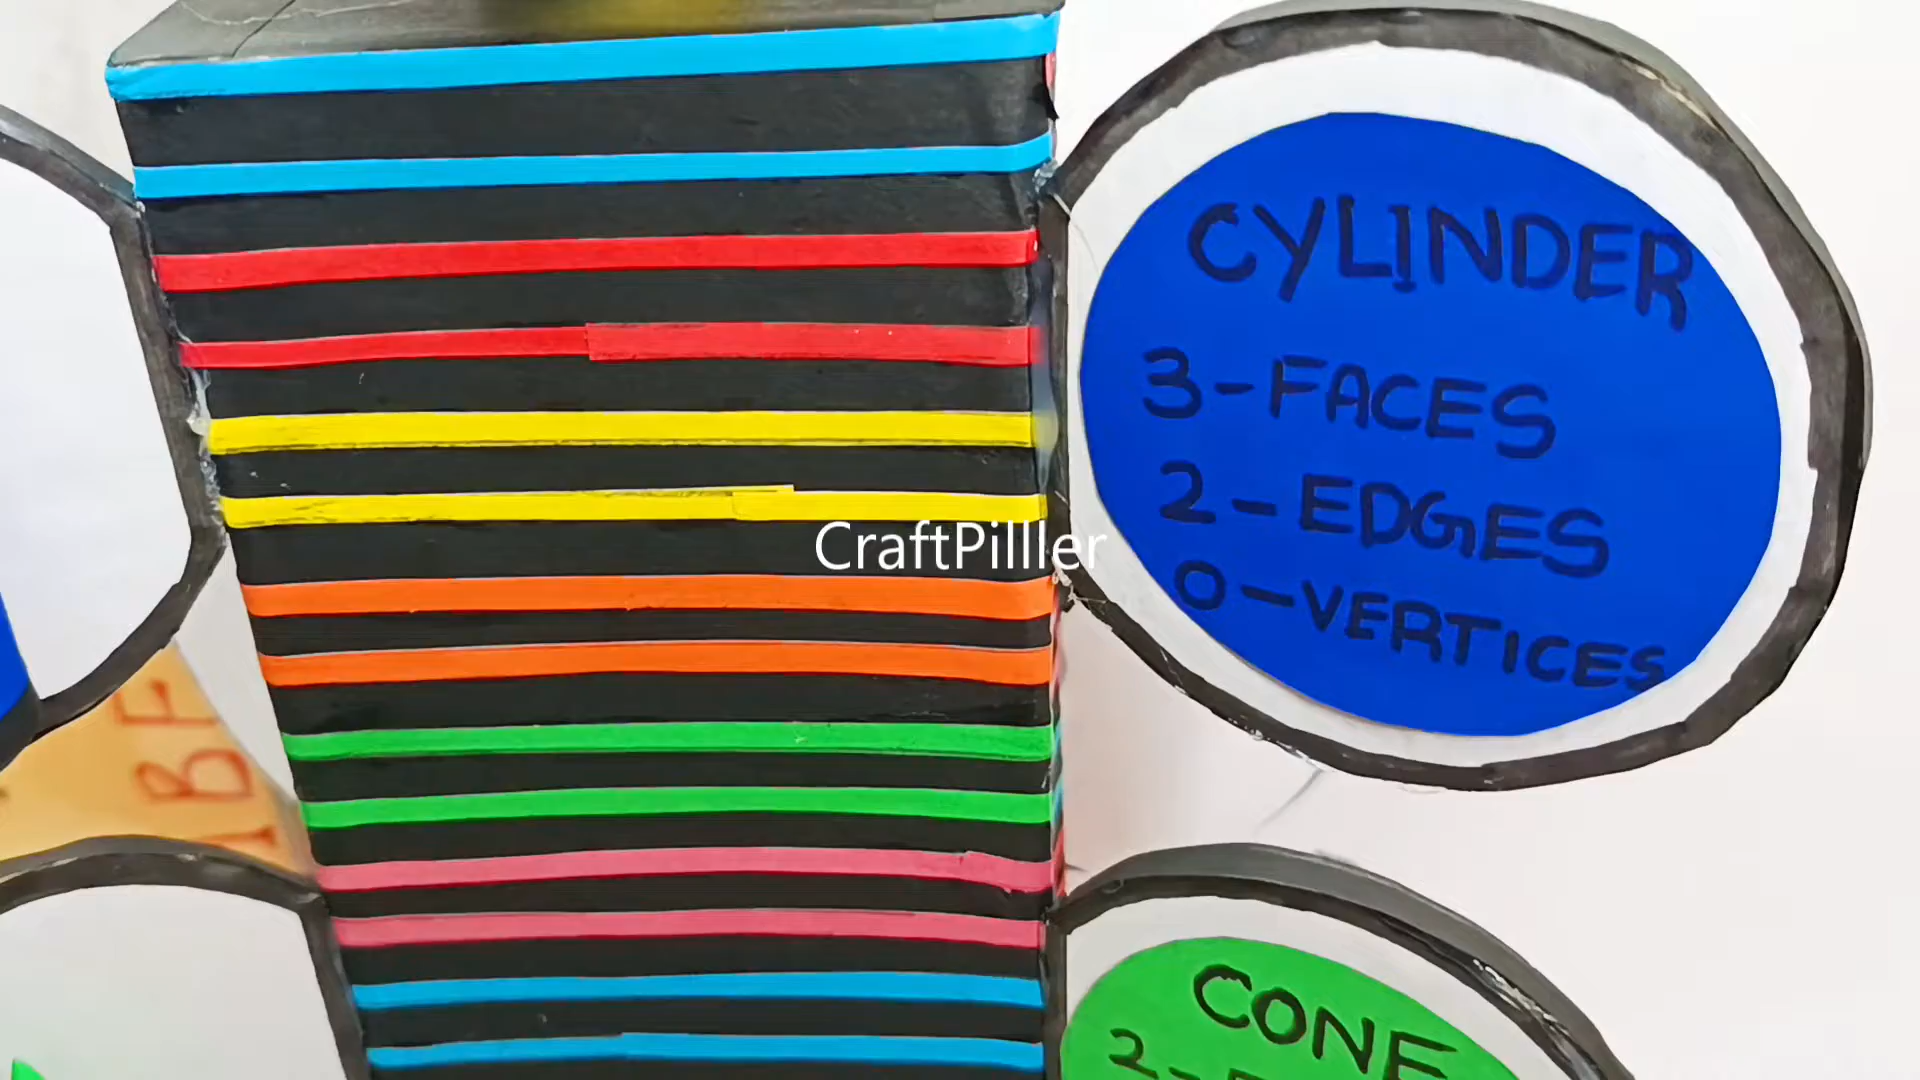 CYLINDER
3-FACES
2-EDGES
0-VERTICES
CraftPilller
CONE